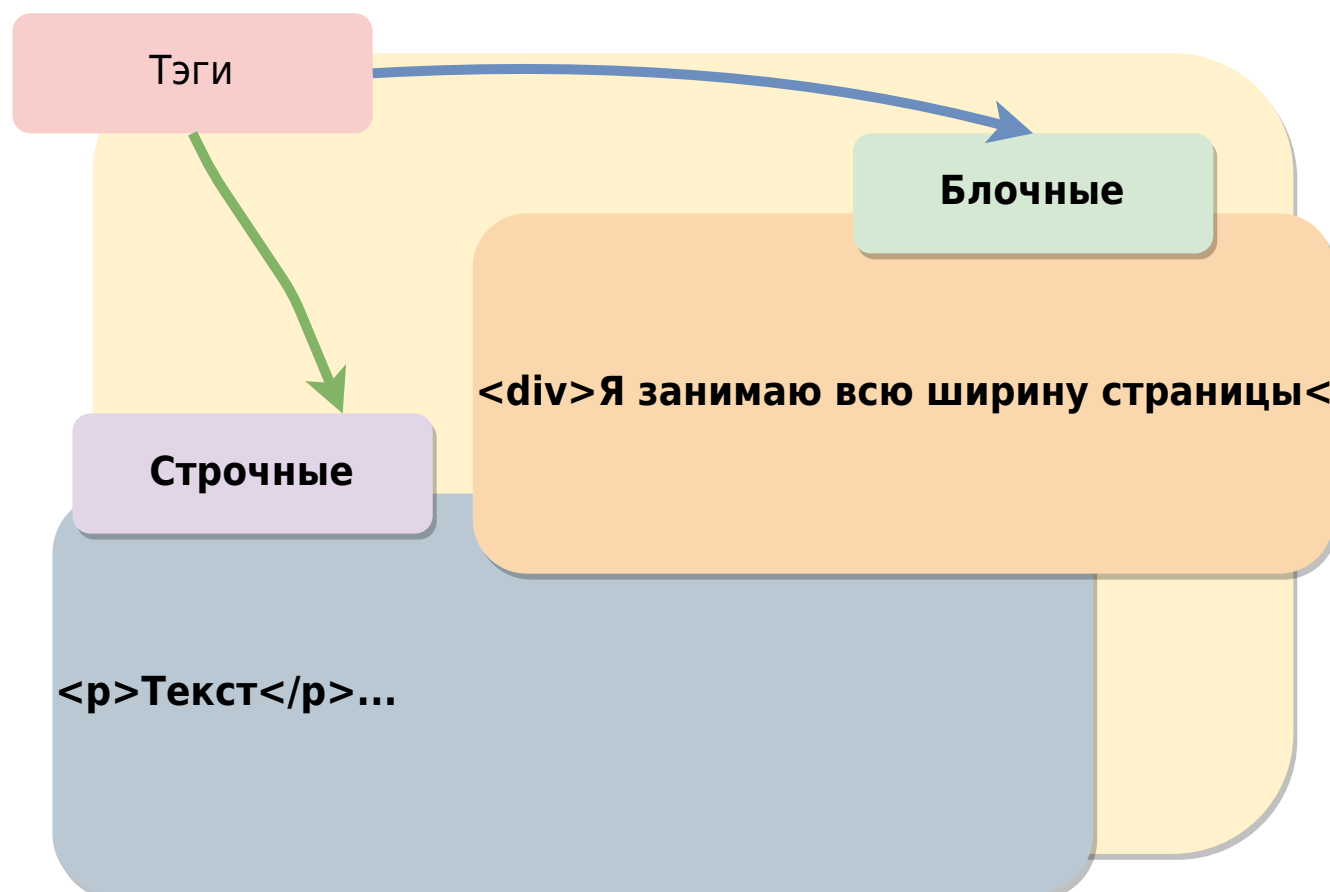 Тэги
Блочные
<div>Я занимаю всю ширину страницы<
Строчные
<p>Текст</p>...